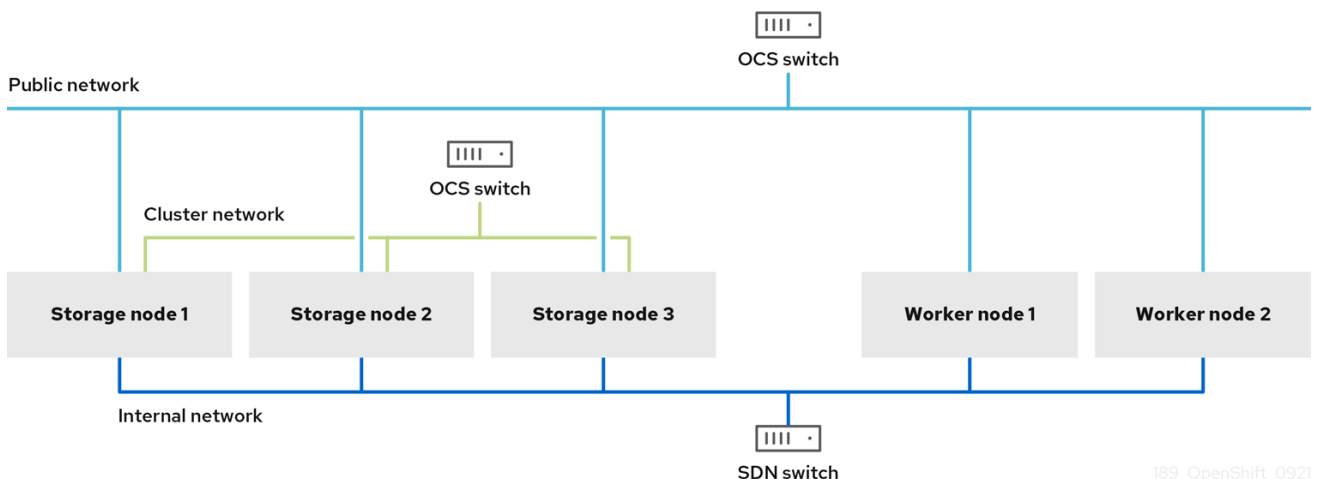 OCS switch
Public network
OCS switch
Cluster network
Storage node 1
Storage node 2
Storage node 3
Worker node 1
Worker node 2
Internal network
SDN switch
189_OpenShift_0921